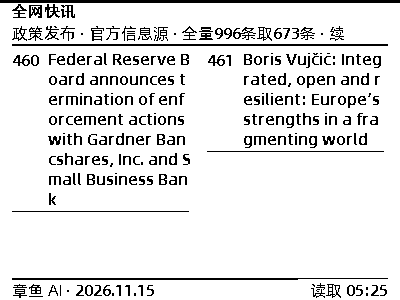 全网快讯
政策发布 · 官方信息源 · 全量996条取673条 · 续
460 Federal Reserve B
oard announces t
ermination of enf
orcement actions
with Gardner Ban
cshares, Inc. and S
mall Business Ban
k
461 Boris Vujčić: Integ
rated, open and r
esilient: Europe’s
strengths in a fra
gmenting world
章鱼 AI · 2026.11.15
读取 05:25